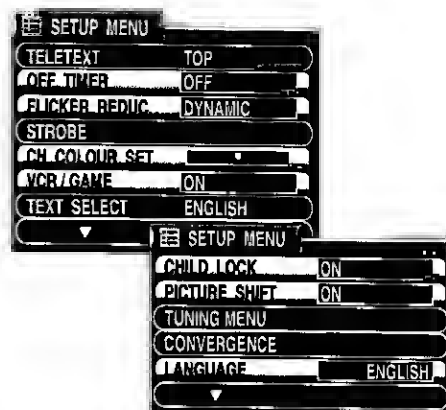 SETUP MENU
TELETEXT TOP
OFF TIMER OFF
FLICKER REDUC. DYNAMIC
STROBE
CH.COLOUR SET
VCR / GAME ON
TEXT SELECT ENGLISH
SETUP MENU
CHILD LOCK ON
PICTURE SHIFT ON
TUNING MENU
CONVERGENCE
LANGUAGE ENGLISH